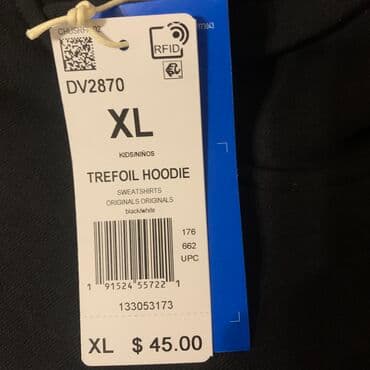 RFID
DV2870
XL
KIDS/NIÑOS
TREFOIL HOODIE
SWEATSHIRTS
ORIGINALS ORIGINALS
black/white
176
662
UPC
1 91524 55722 1
133053173
XL $ 45.00